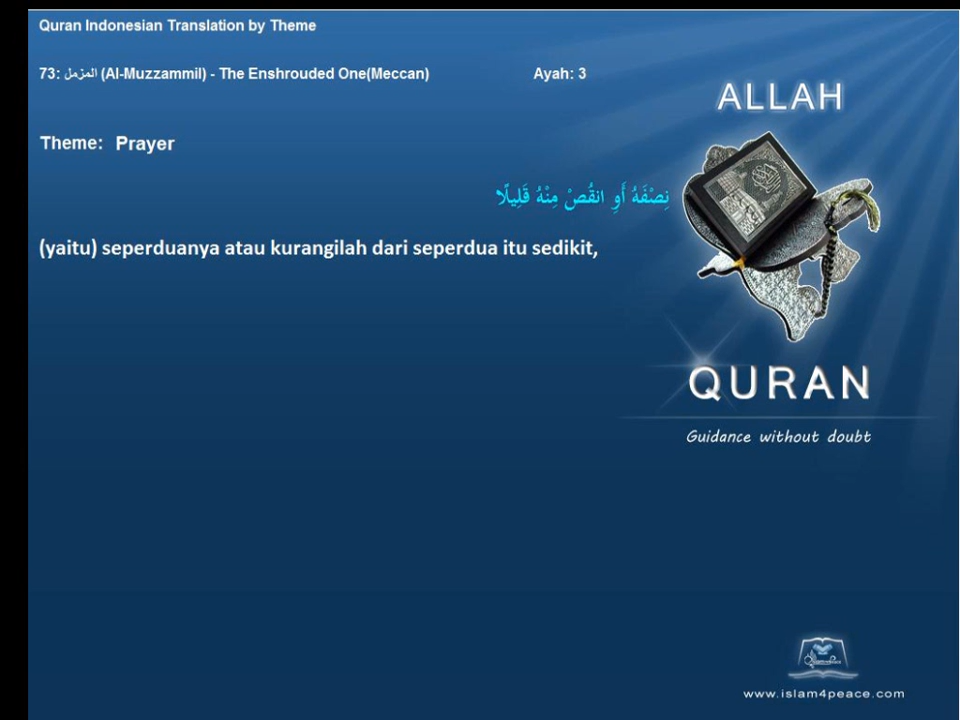 Quran Indonesian Translation by Theme
73: المزمل (Al-Muzzammil) - The Enshrouded One(Meccan) Ayah: 3
ALLAH
Theme: Prayer
نِصْفَهُ أَوِ انقُصْ مِنْهُ قَلِيلًا
(yaitu) seperduanya atau kurangilah dari seperdua itu sedikit,
QURAN
Guidance without doubt
www.islam4peace.com